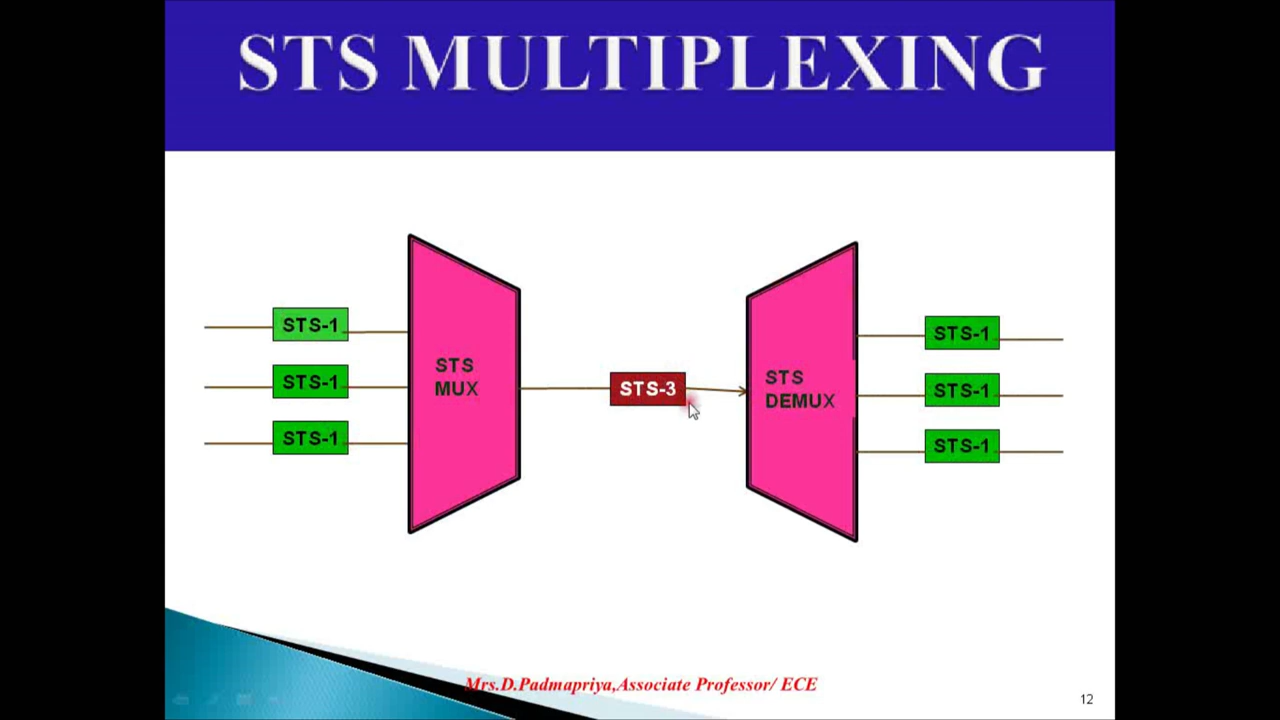 STS MULTIPLEXING
STS-1
STS-1
STS-1
STS
MUX
STS-3
STS
DEMUX
STS-1
STS-1
STS-1
Mrs.D.Padmapriya,Associate Professor/ ECE
12